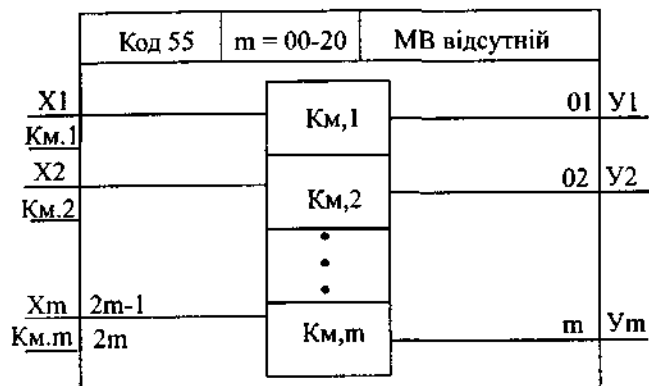 Код 55 m = 00-20 МВ відсутній
X1 Км,1 01 У1
Км.1
X2 Км,2 02 У2
Км.2
Xm 2m-1 Км,m m Уm
Км.m 2m